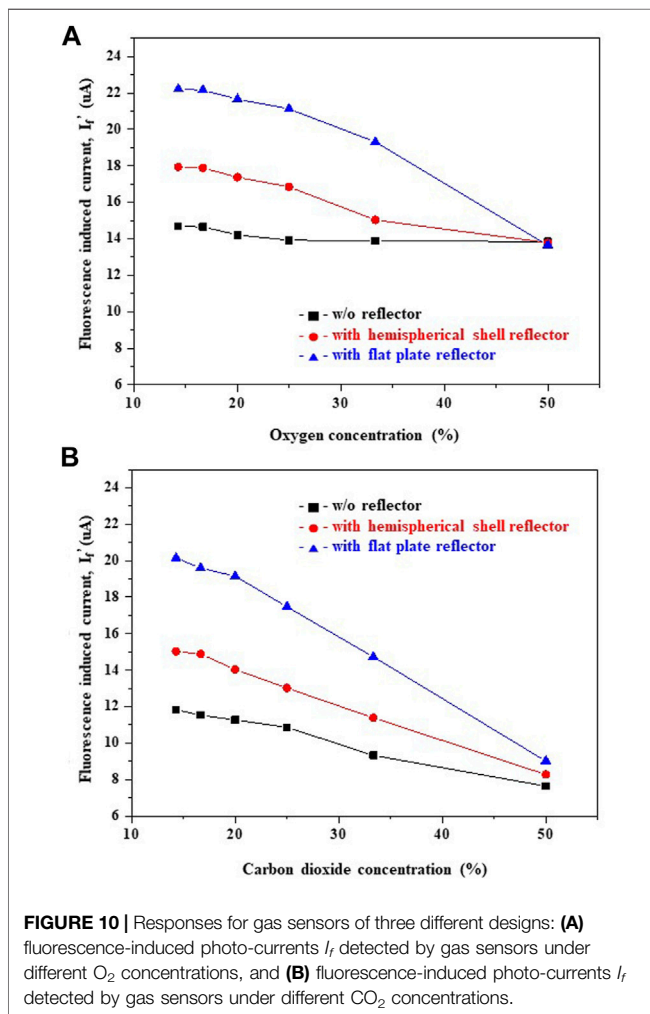 A
24
22
20
18
16
14
12
10
8
6
Fluorescence induced current, If' (uA)
- ■ - w/o reflector
- ● - with hemispherical shell reflector
- ▲ - with flat plate reflector
10 20 30 40 50
Oxygen concentration (%)
B
24
22
20
18
16
14
12
10
8
6
Fluorescence induced current, If' (uA)
- ■ - w/o reflector
- ● - with hemispherical shell reflector
- ▲ - with flat plate reflector
10 20 30 40 50
Carbon dioxide concentration (%)
FIGURE 10 | Responses for gas sensors of three different designs: (A)
fluorescence-induced photo-currents If detected by gas sensors under
different O2 concentrations, and (B) fluorescence-induced photo-currents If
detected by gas sensors under different CO2 concentrations.